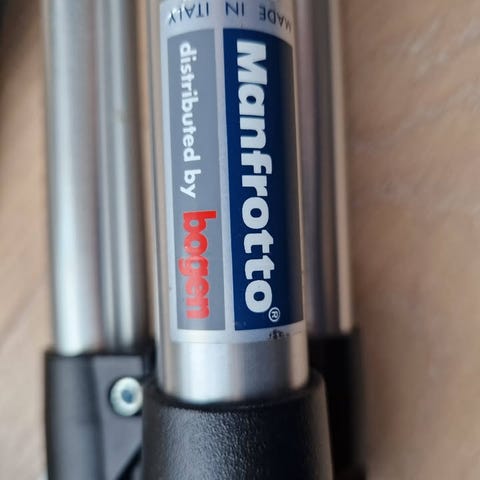 MADE IN ITALY
Manfrotto®
distributed by bogen